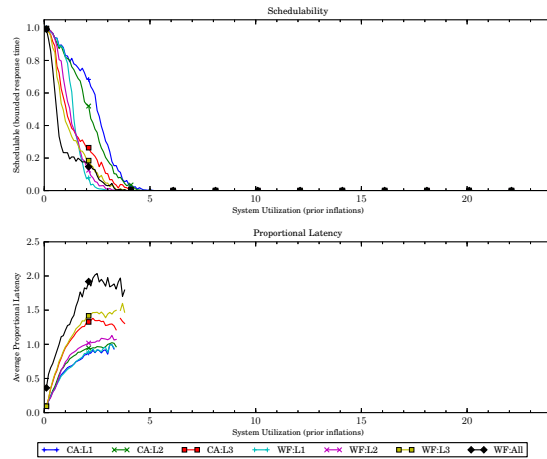 Schedulability
Schedulable (bounded response time)
1.0
0.8
0.6
0.4
0.2
0.0
0 5 10 15 20
System Utilization (prior inflations)
Proportional Latency
Average Proportional Latency
2.5
2.0
1.5
1.0
0.5
0.0
0 5 10 15 20
System Utilization (prior inflations)
CA:L1 CA:L2 CA:L3 WF:L1 WF:L2 WF:L3 WF:All